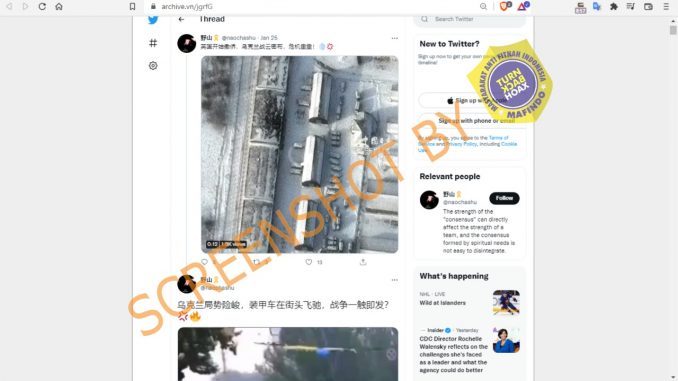 archive.vn/jgrfG
Thread
Search Twitter
野山🎗 @naochashu · Jan 25
英国开始撤侨，乌克兰战云密布，危机重重！
0:12
views
3
13
野山🎗
@naochashu
乌克兰局势险峻，装甲车在街头飞驰，战争一触即发？
New to Twitter?
Sign up now to get your own
timeline!
Sign up with
Sign up with phone or email
By signing up, you agree to the Terms of
Service and Privacy Policy, including Cookie
Use.
Relevant people
野山🎗
@naochashu
Follow
The strength of the
"consensus" can directly
affect the strength of a
team, and the consensus
formed by spiritual needs is
not easy to disintegrate.
What's happening
NHL · LIVE
Wild at Islanders
Insider · Yesterday
CDC Director Rochelle
Walensky reflects on the
challenges she's faced
as a leader and what the
agency could do better
SCREENSHOT BY
MASYARAKAT ANTI FITNAH INDONESIA
TURN
BACK
HOAX
MAFINDO